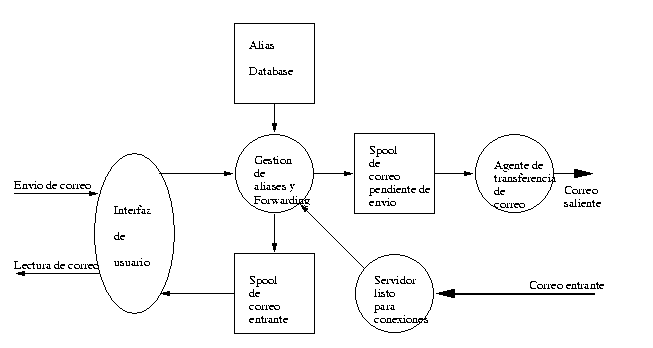 Alias
Database
Gestion
de
aliases y
Forwarding
Spool
de
correo
pendiente de
envio
Agente de
transferencia
de
correo
Correo
saliente
Envio de correo
Interfaz
de
usuario
Lectura de correo
Spool
de
correo
entrante
Servidor
listo
para
conexiones
Correo entrante